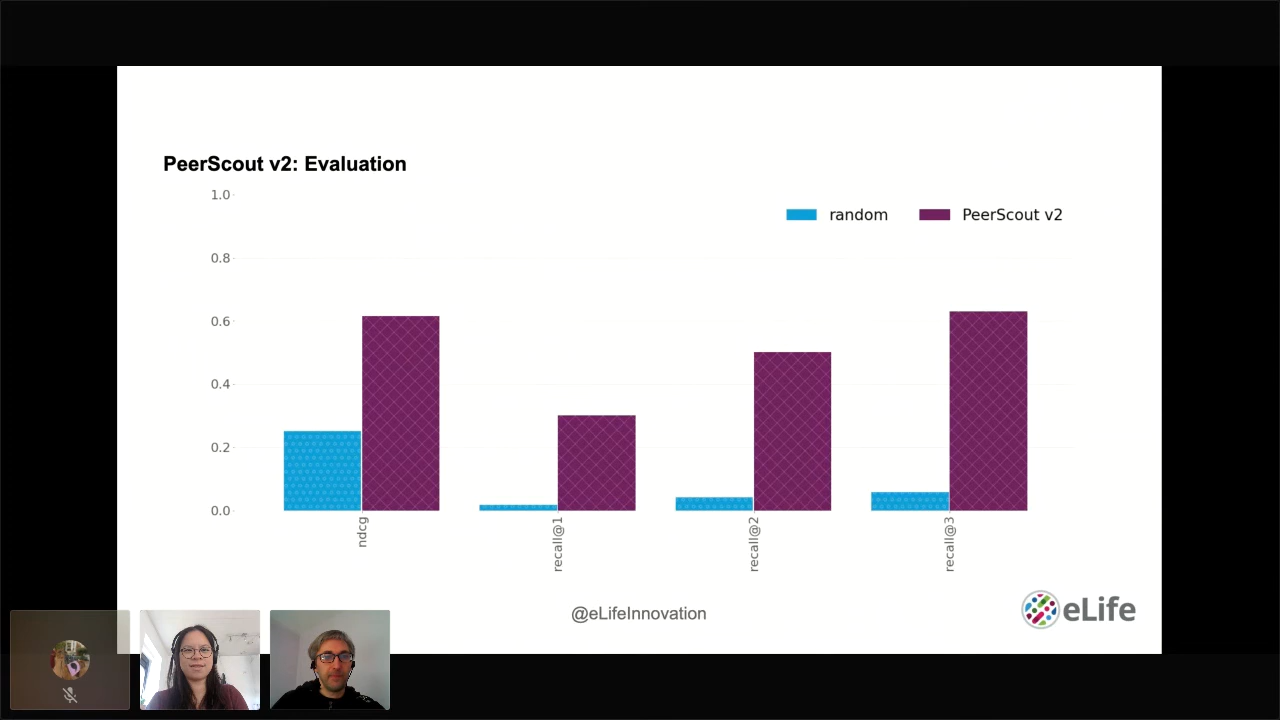 PeerScout v2: Evaluation
1.0
random PeerScout v2
0.8
0.6
0.4
0.2
0.0
ndcg recall@1 recall@2 recall@3
@eLifeInnovation
eLife